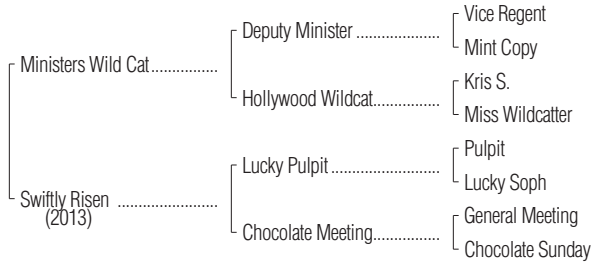 Vice Regent
Deputy Minister ...................
Mint Copy
Ministers Wild Cat ................
Kris S.
Hollywood Wildcat ................
Miss Wildcatter
Pulpit
Lucky Pulpit .........................
Lucky Soph
Swiftly Risen .......................
(2013)
General Meeting
Chocolate Meeting ................
Chocolate Sunday